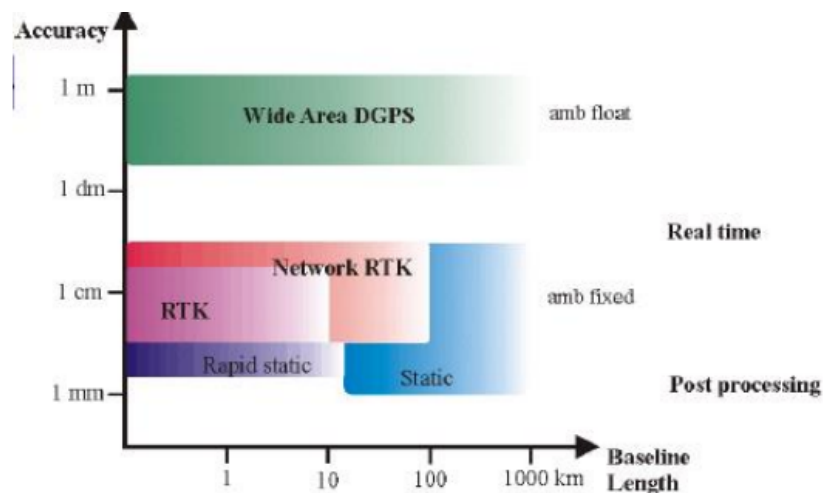 Accuracy
1 m
Wide Area DGPS
amb float
1 dm
Real time
Network RTK
1 cm
amb fixed
RTK
Rapid static
Static
1 mm
Post processing
Baseline
Length
1
10
100
1000 km